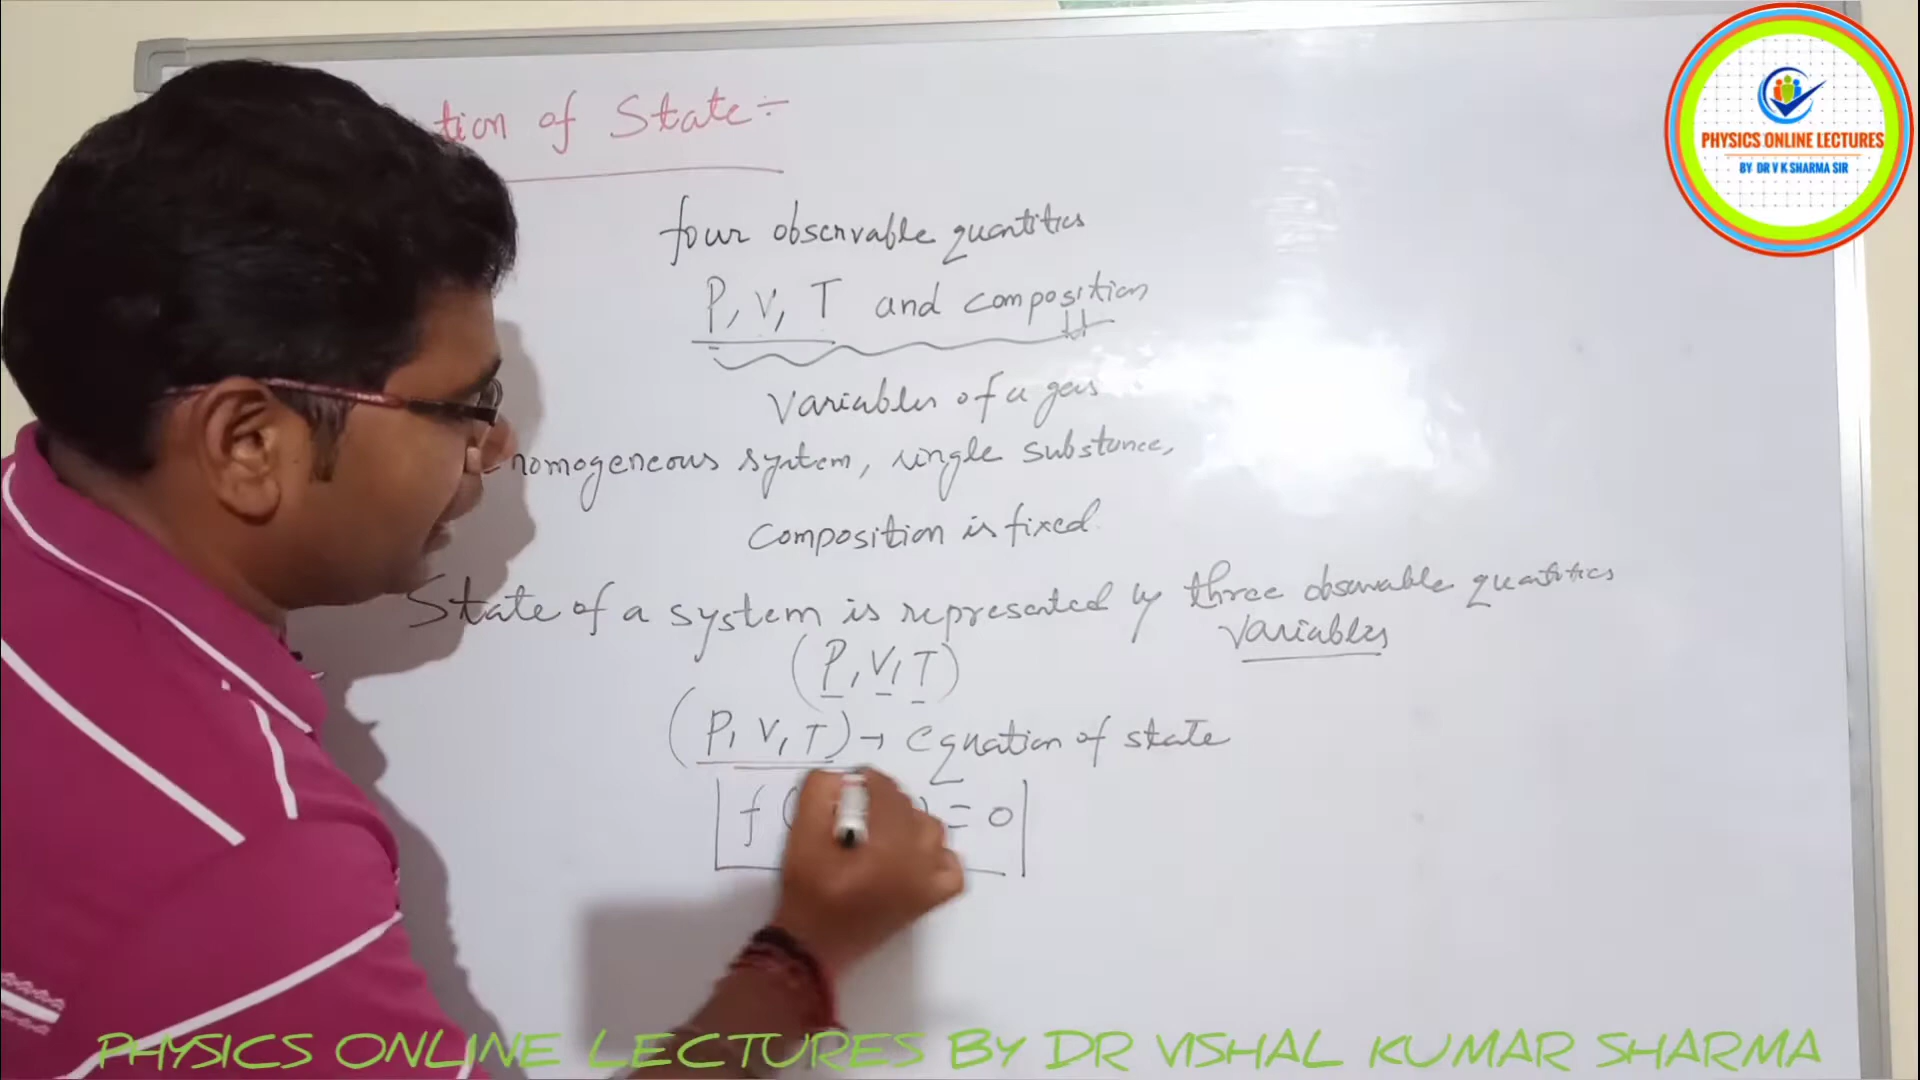 tion of State :-
four observable quantities
P, V, T and composition
Variables of a gas
homogeneous system, single substance,
Composition is fixed.
State of a system is represented by three observable quantities
variables
(P, V, T)
(P, V, T) → equation of state
f ( ) = 0
PHYSICS ONLINE LECTURES
BY DR V K SHARMA SIR
PHYSICS ONLINE LECTURES BY DR VISHAL KUMAR SHARMA